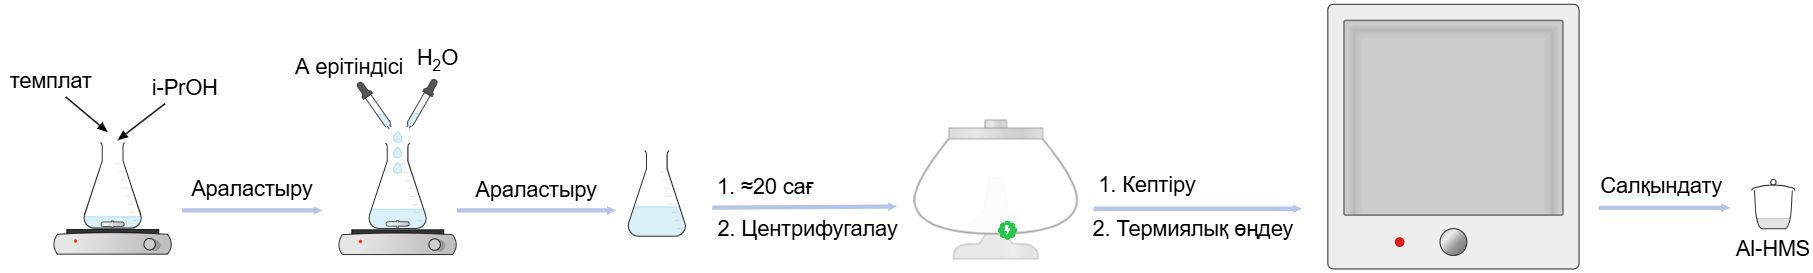 темплат
i-PrOH
Араластыру
А ерітіндісі
H₂O
Араластыру
1. ≈20 сағ
2. Центрифугалау
1. Кептіру
2. Термиялық өңдеу
Салқындату
Al-HMS